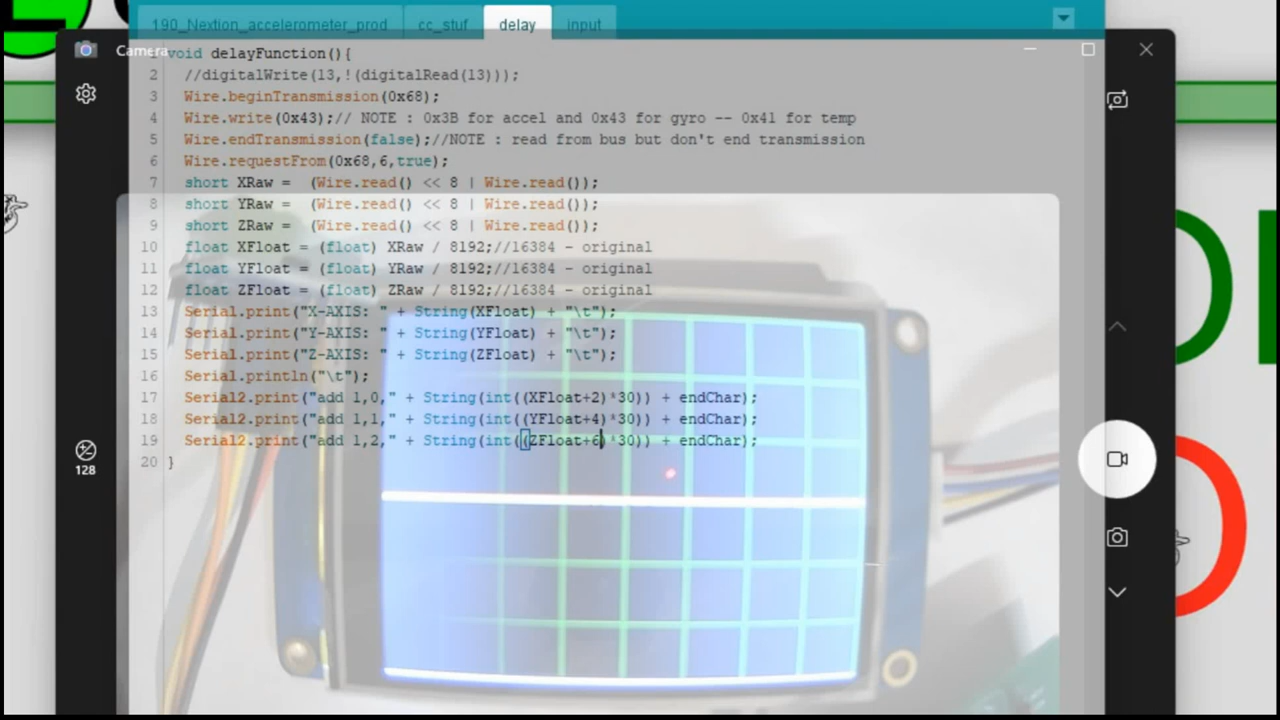 190_Nextion_accelerometer_prod cc_stuf delay input
Camera
1 void delayFunction(){
2 //digitalWrite(13,!(digitalRead(13)));
3 Wire.beginTransmission(0x68);
4 Wire.write(0x43);// NOTE : 0x3B for accel and 0x43 for gyro -- 0x41 for temp
5 Wire.endTransmission(false);//NOTE : read from bus but don't end transmission
6 Wire.requestFrom(0x68,6,true);
7 short XRaw =  (Wire.read() << 8 | Wire.read());
8 short YRaw =  (Wire.read() << 8 | Wire.read());
9 short ZRaw =  (Wire.read() << 8 | Wire.read());
10 float XFloat = (float) XRaw / 8192;//16384 - original
11 float YFloat = (float) YRaw / 8192;//16384 - original
12 float ZFloat = (float) ZRaw / 8192;//16384 - original
13 Serial.print("X-AXIS: " + String(XFloat) + "\t");
14 Serial.print("Y-AXIS: " + String(YFloat) + "\t");
15 Serial.print("Z-AXIS: " + String(ZFloat) + "\t");
16 Serial.println("\t");
17 Serial2.print("add 1,0," + String(int((XFloat+2)*30)) + endChar);
18 Serial2.print("add 1,1," + String(int((YFloat+4)*30)) + endChar);
19 Serial2.print("add 1,2," + String(int((ZFloat+6)*30)) + endChar);
20 }
128